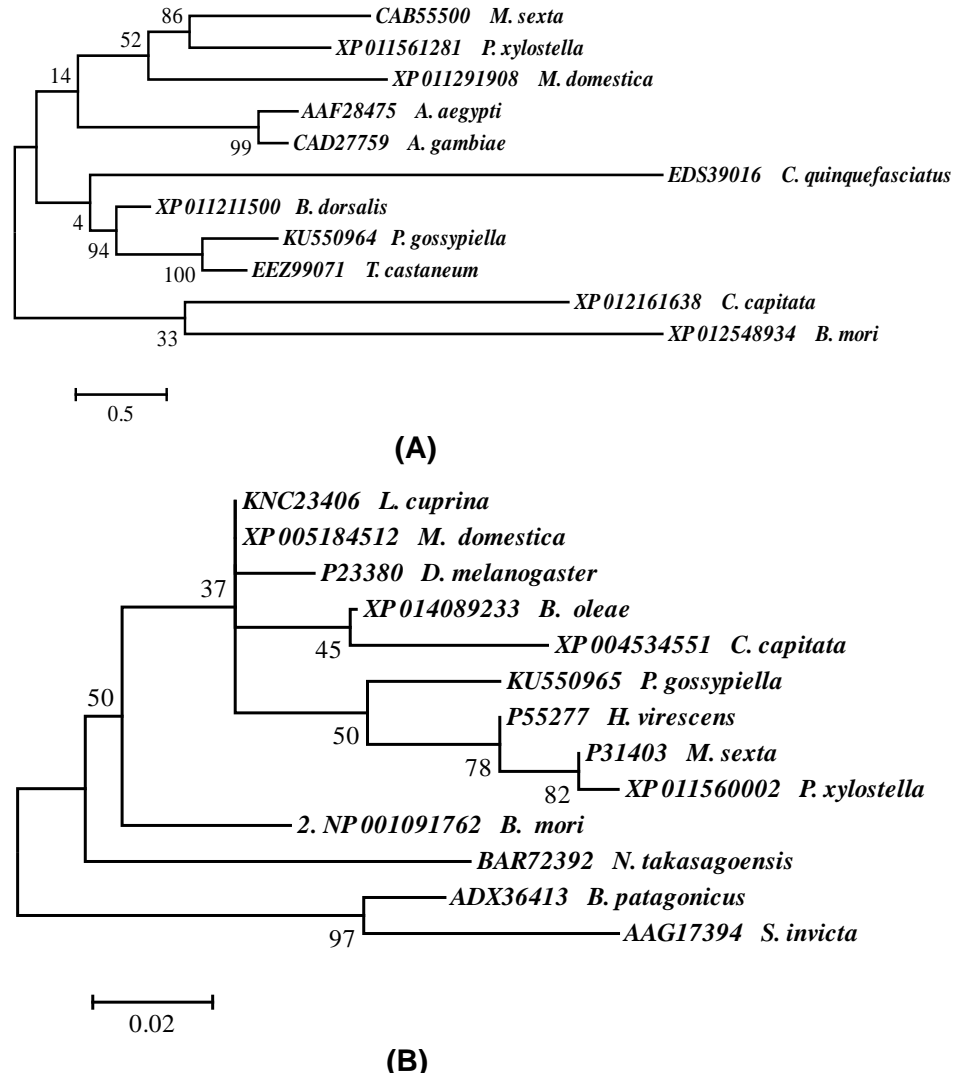 86
CAB55500 M. sexta
XP 011561281 P. xylostella
52
XP 011291908 M. domestica
14
AAF28475 A. aegypti
99
CAD27759 A. gambiae
EDS39016 C. quinquefasciatus
4
XP 011211500 B. dorsalis
94
KU550964 P. gossypiella
100
EEZ99071 T. castaneum
XP 012161638 C. capitata
33
XP 012548934 B. mori
0.5
(A)
KNC23406 L. cuprina
XP 005184512 M. domestica
37
P23380 D. melanogaster
XP 014089233 B. oleae
45
XP 004534551 C. capitata
KU550965 P. gossypiella
50
50
P55277 H. virescens
78
P31403 M. sexta
82
XP 011560002 P. xylostella
2. NP 001091762 B. mori
BAR72392 N. takasagoensis
ADX36413 B. patagonicus
97
AAG17394 S. invicta
0.02
(B)